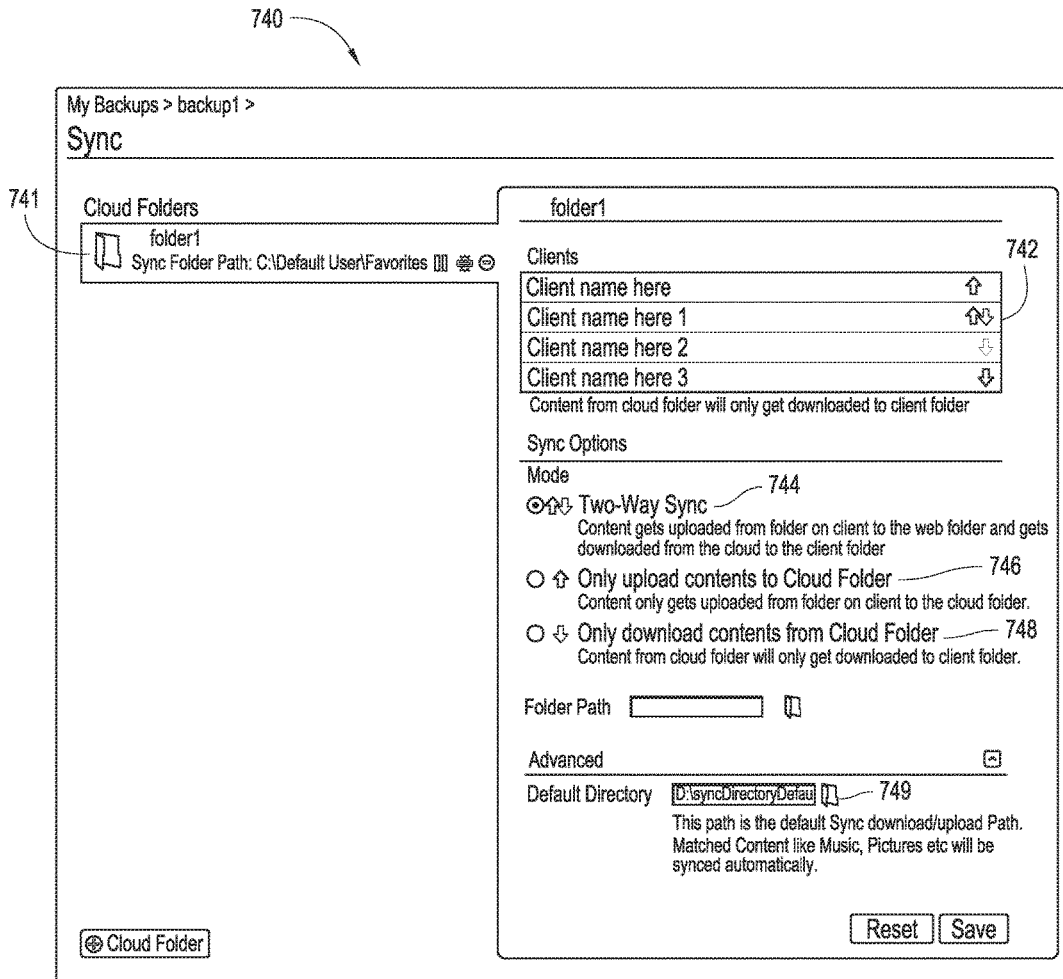 740
My Backups > backup1 >
Sync
741
Cloud Folders
folder1
Sync Folder Path: C:\Default User\Favorites
folder1
Clients
742
Client name here
Client name here 1
Client name here 2
Client name here 3
Content from cloud folder will only get downloaded to client folder
Sync Options
Mode
744
Two-Way Sync
Content gets uploaded from folder on client to the web folder and gets
downloaded from the cloud to the client folder
746
Only upload contents to Cloud Folder
Content only gets uploaded from folder on client to the cloud folder.
748
Only download contents from Cloud Folder
Content from cloud folder will only get downloaded to client folder.
Folder Path
Advanced
Default Directory D:\syncDirectoryDefau
749
This path is the default Sync download/upload Path.
Matched Content like Music, Pictures etc will be
synced automatically.
Reset Save
Cloud Folder